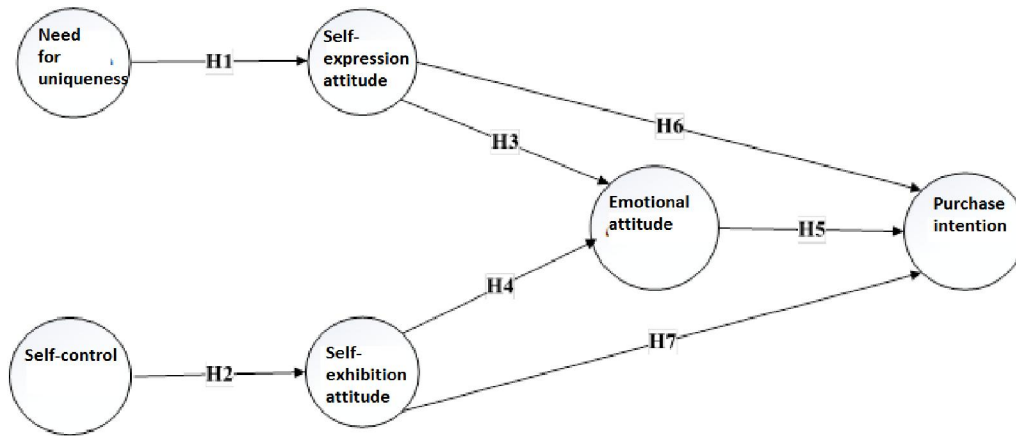 Need
for
uniqueness
H1
Self-
expression
attitude
H6
H3
Emotional
attitude
H5
Purchase
intention
H4
Self-control
H2
Self-
exhibition
attitude
H7